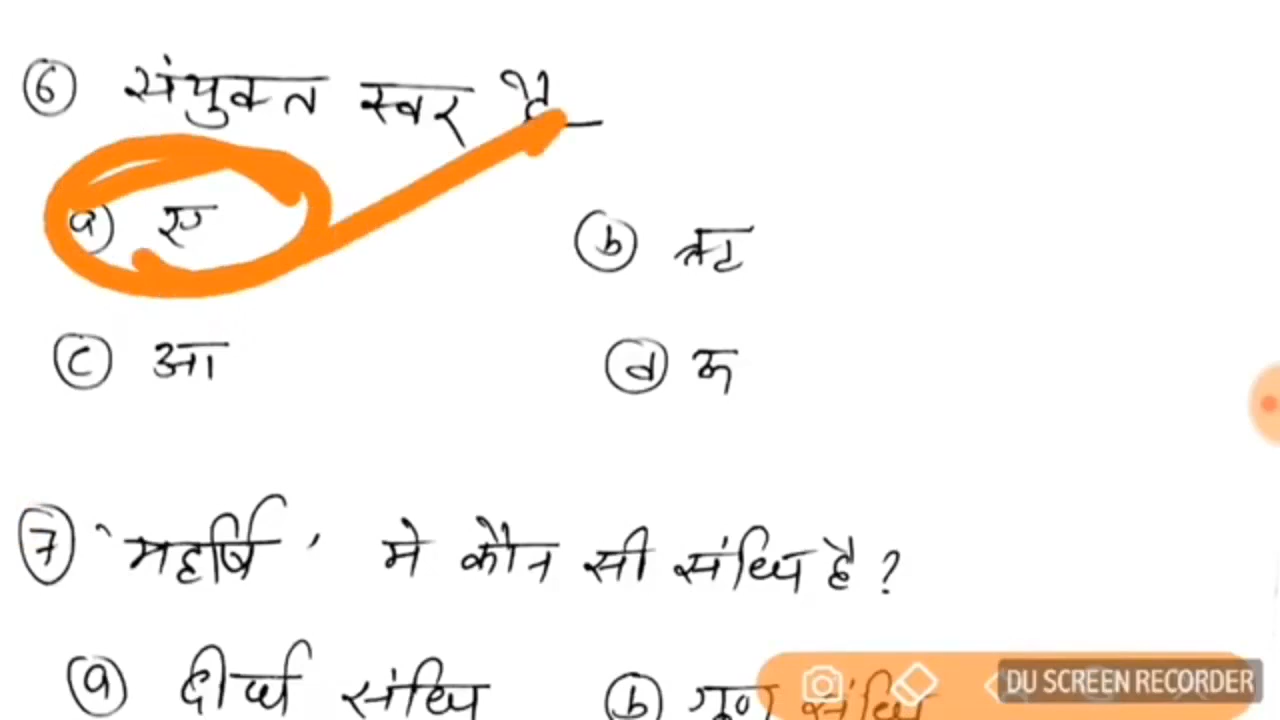 6 संयुक्त स्वर है_
a) ए
b) ऋ
c आ
d क
7 'महर्षि' मे कौन सी संधि है?
a दीर्घ संधि
b गुण संधि
DU SCREEN RECORDER